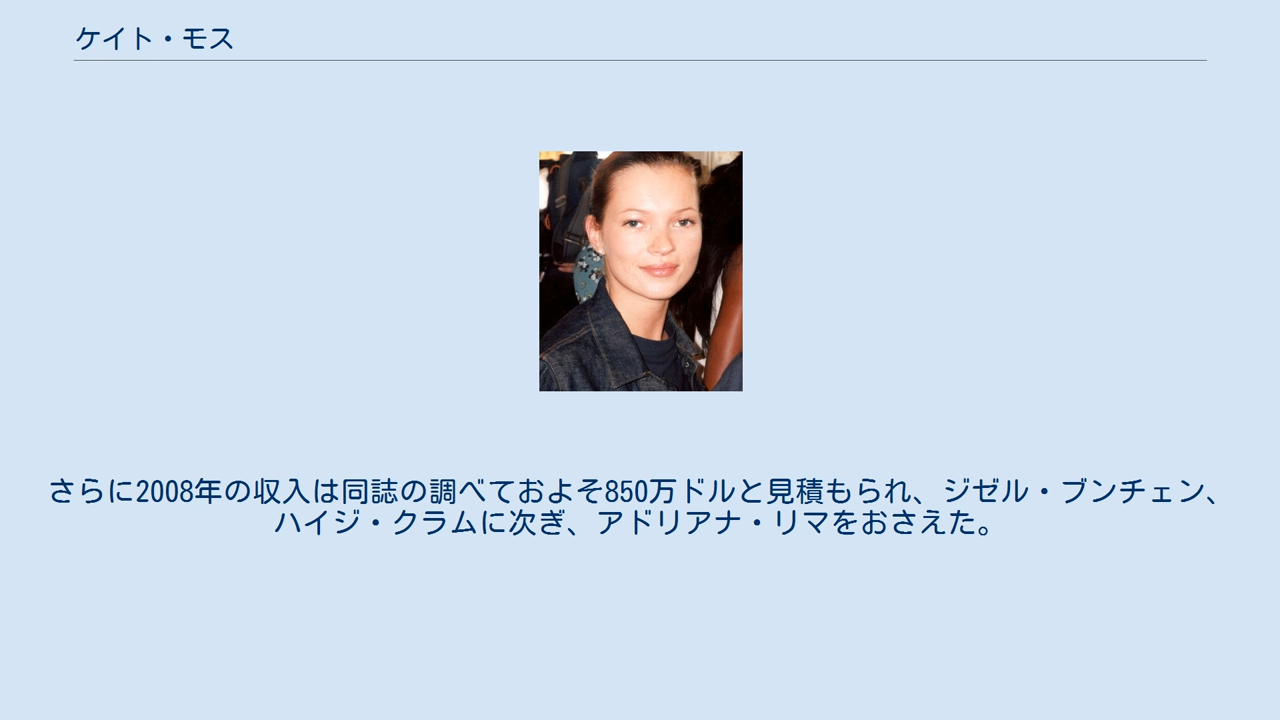 ケイト・モス
さらに2008年の収入は同誌の調べておよそ850万ドルと見積もられ、ジゼル・ブンチェン、
ハイジ・クラムに次ぎ、アドリアナ・リマをおさえた。